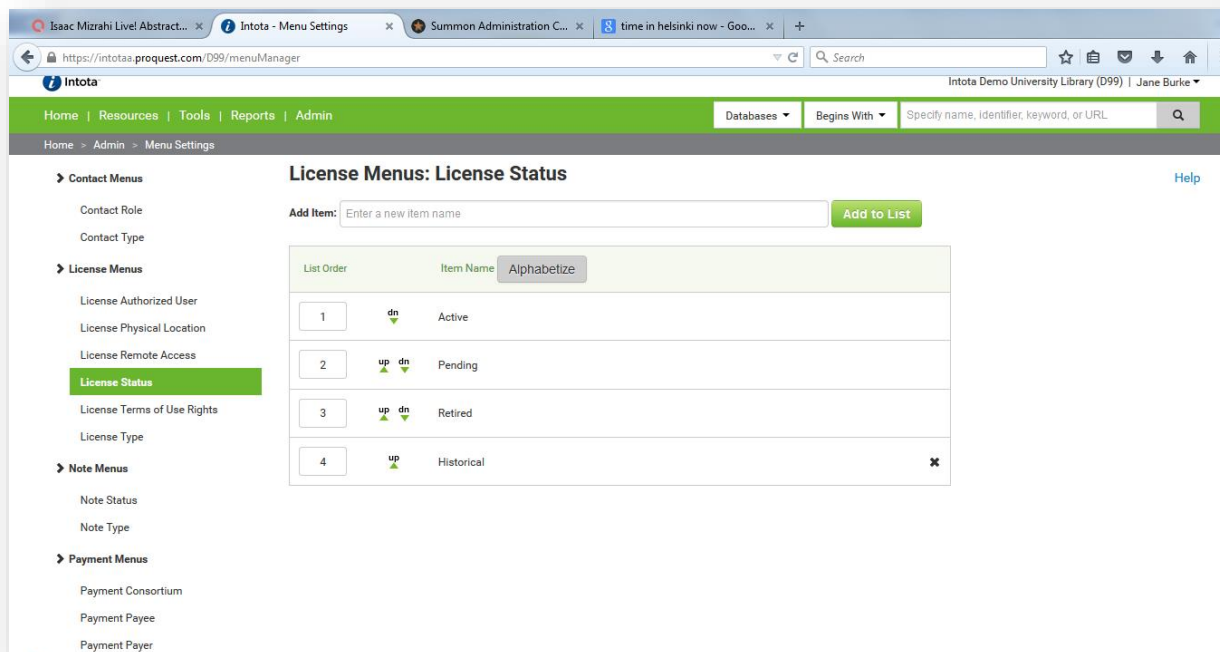 Isaac Mizrahi Live! Abstract... ×
Intota - Menu Settings ×
Summon Administration C... ×
8 time in helsinki now - Goo... ×
+
https://intotaa.proquest.com/D99/menuManager
Search
i Intota
Intota Demo University Library (D99) | Jane Burke
Home | Resources | Tools | Reports | Admin
Databases
Begins With
Specify name, identifier, keyword, or URL
Home > Admin > Menu Settings
Contact Menus
Contact Role
Contact Type
License Menus
License Authorized User
License Physical Location
License Remote Access
License Status
License Terms of Use Rights
License Type
Note Menus
Note Status
Note Type
Payment Menus
Payment Consortium
Payment Payee
Payment Payer
License Menus: License Status
Help
Add Item: Enter a new item name Add to List
List Order Item Name Alphabetize
1 dn Active
2 up dn Pending
3 up dn Retired
4 up Historical